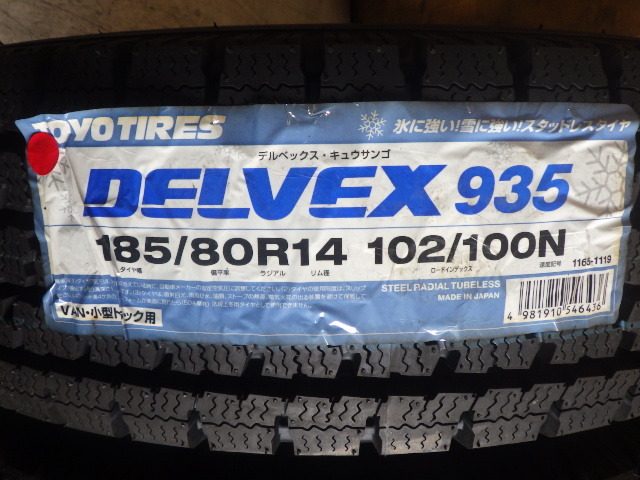 TOYO TIRES
氷に強い!雪に強い!スタッドレスタイヤ
デルベックス・キュウサンゴ
DELVEX 935
185/80R14 102/100N
タイヤ幅 偏平率 ラジアル リム径 ロードインデックス 速度記号 1165-1119
STEEL RADIAL TUBELESS
MADE IN JAPAN
VAN・小型トラック用
4 981910 546436